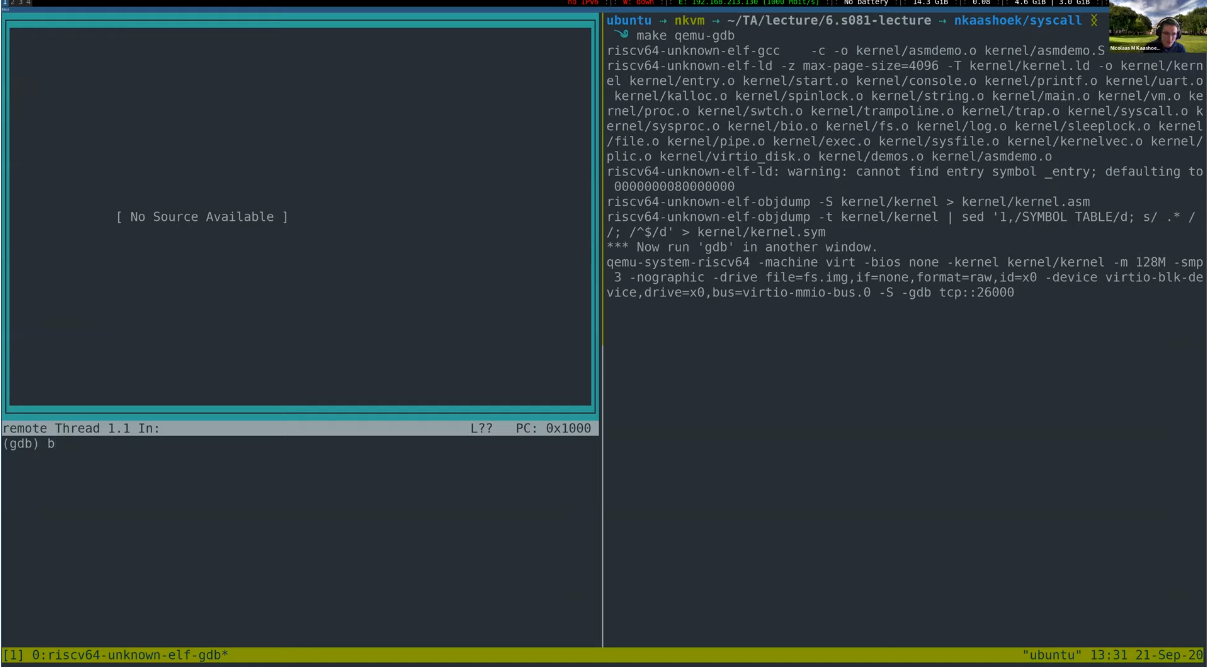 1 2 3 4
no IPv6
W: down
E: 192.168.213.130 (1000 Mbit/s)
No battery
14.3 GiB
0.08
4.6 GiB | 3.0 GiB
Nicolaas M Kaashoe...
[ No Source Available ]
remote Thread 1.1 In: L?? PC: 0x1000
(gdb) b
ubuntu → nkvm → ~/TA/lecture/6.s081-lecture → nkaashoek/syscall
make qemu-gdb
riscv64-unknown-elf-gcc    -c -o kernel/asmdemo.o kernel/asmdemo.S
riscv64-unknown-elf-ld -z max-page-size=4096 -T kernel/kernel.ld -o kernel/kern
el kernel/entry.o kernel/start.o kernel/console.o kernel/printf.o kernel/uart.o
kernel/kalloc.o kernel/spinlock.o kernel/string.o kernel/main.o kernel/vm.o ke
rnel/proc.o kernel/swtch.o kernel/trampoline.o kernel/trap.o kernel/syscall.o k
ernel/sysproc.o kernel/bio.o kernel/fs.o kernel/log.o kernel/sleeplock.o kernel
/file.o kernel/pipe.o kernel/exec.o kernel/sysfile.o kernel/kernelvec.o kernel/
plic.o kernel/virtio_disk.o kernel/demos.o kernel/asmdemo.o
riscv64-unknown-elf-ld: warning: cannot find entry symbol _entry; defaulting to
0000000080000000
riscv64-unknown-elf-objdump -S kernel/kernel > kernel/kernel.asm
riscv64-unknown-elf-objdump -t kernel/kernel | sed '1,/SYMBOL TABLE/d; s/ .* /
/; /^$/d' > kernel/kernel.sym
*** Now run 'gdb' in another window.
qemu-system-riscv64 -machine virt -bios none -kernel kernel/kernel -m 128M -smp
3 -nographic -drive file=fs.img,if=none,format=raw,id=x0 -device virtio-blk-de
vice,drive=x0,bus=virtio-mmio-bus.0 -S -gdb tcp::26000
[1] 0:riscv64-unknown-elf-gdb* "ubuntu" 13:31 21-Sep-20